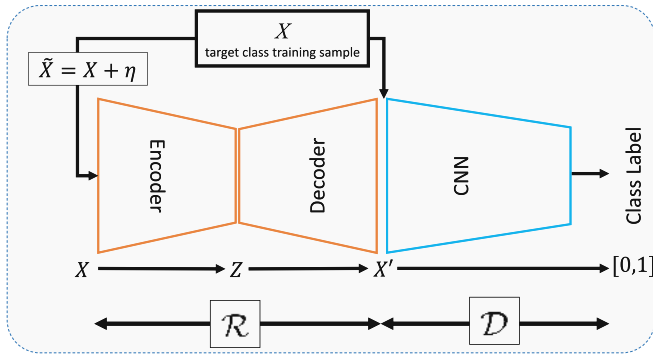 X
target class training sample
X̃ = X + η
Encoder
Decoder
CNN
Class Label
X
Z
X′
[0,1]
ℛ
𝒟